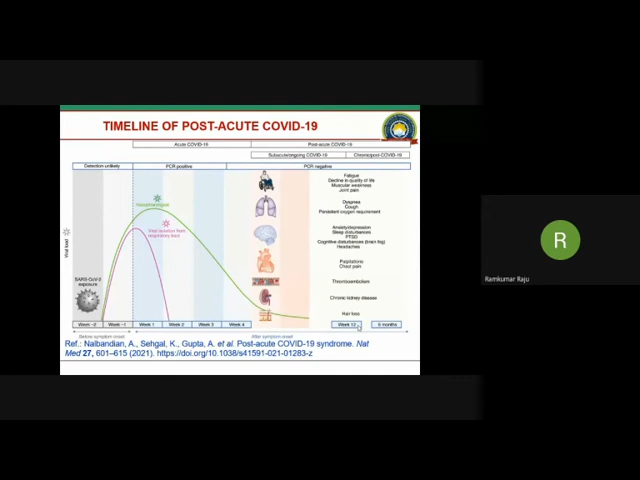 TIMELINE OF POST-ACUTE COVID-19
Acute COVID-19
Post-acute COVID-19
Subacute/ongoing COVID-19
Chronic/post-COVID-19
Detection unlikely
PCR positive
PCR negative
Fatigue
Decline in quality of life
Muscular weakness
Joint pain
Dyspnea
Cough
Persistent oxygen requirement
Anxiety/depression
Sleep disturbances
PTSD
Cognitive disturbances (brain fog)
Headaches
Palpitations
Chest pain
Thromboembolism
Chronic kidney disease
Hair loss
Nasopharyngeal
Viral isolation from
respiratory tract
Viral load
SARS-CoV-2
exposure
Week –2
Week –1
Week 1
Week 2
Week 3
Week 4
Week 12
6 months
Before symptom onset
After symptom onset
Ref.: Nalbandian, A., Sehgal, K., Gupta, A. et al. Post-acute COVID-19 syndrome. Nat
Med 27, 601–615 (2021). https://doi.org/10.1038/s41591-021-01283-z
R
Ramkumar Raju